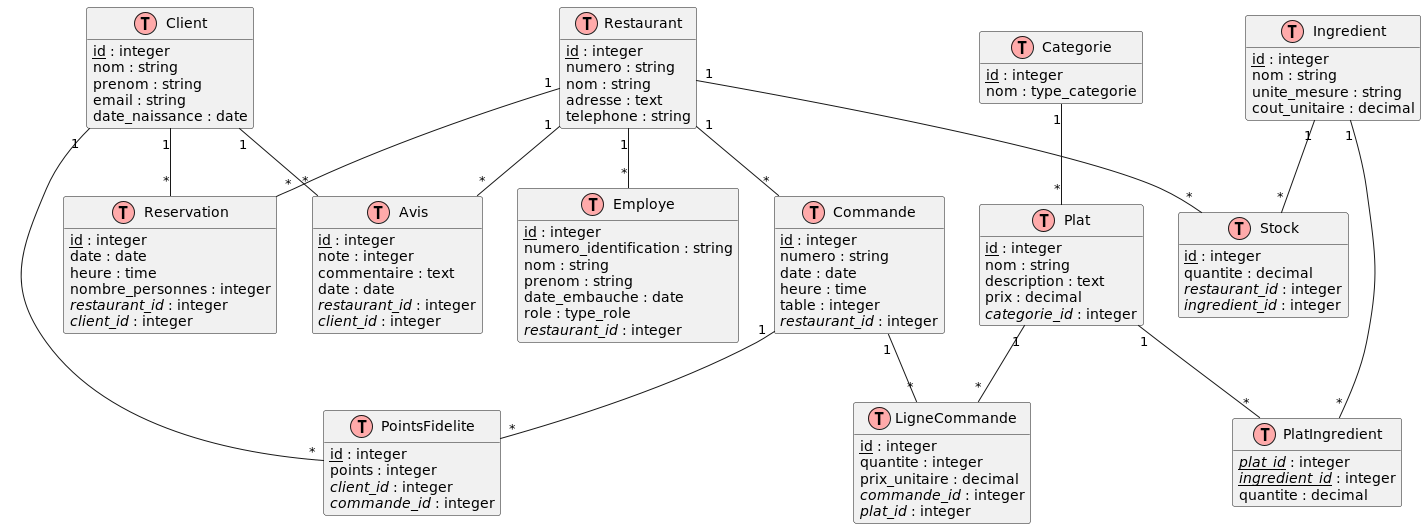 T Client
id : integer
nom : string
prenom : string
email : string
date_naissance : date
T Restaurant
id : integer
numero : string
nom : string
adresse : text
telephone : string
T Categorie
id : integer
nom : type_categorie
T Ingredient
id : integer
nom : string
unite_mesure : string
cout_unitaire : decimal
1
1
1
1
1
1
1
1
1
1
1
*
*
*
*
*
*
*
*
*
T Reservation
id : integer
date : date
heure : time
nombre_personnes : integer
restaurant_id : integer
client_id : integer
T Avis
id : integer
note : integer
commentaire : text
date : date
restaurant_id : integer
client_id : integer
T Employe
id : integer
numero_identification : string
nom : string
prenom : string
date_embauche : date
role : type_role
restaurant_id : integer
T Commande
id : integer
numero : string
date : date
heure : time
table : integer
restaurant_id : integer
T Plat
id : integer
nom : string
description : text
prix : decimal
categorie_id : integer
T Stock
id : integer
quantite : decimal
restaurant_id : integer
ingredient_id : integer
1
1
1
1
*
*
*
*
*
*
T PointsFidelite
id : integer
points : integer
client_id : integer
commande_id : integer
T LigneCommande
id : integer
quantite : integer
prix_unitaire : decimal
commande_id : integer
plat_id : integer
T PlatIngredient
plat_id : integer
ingredient_id : integer
quantite : decimal